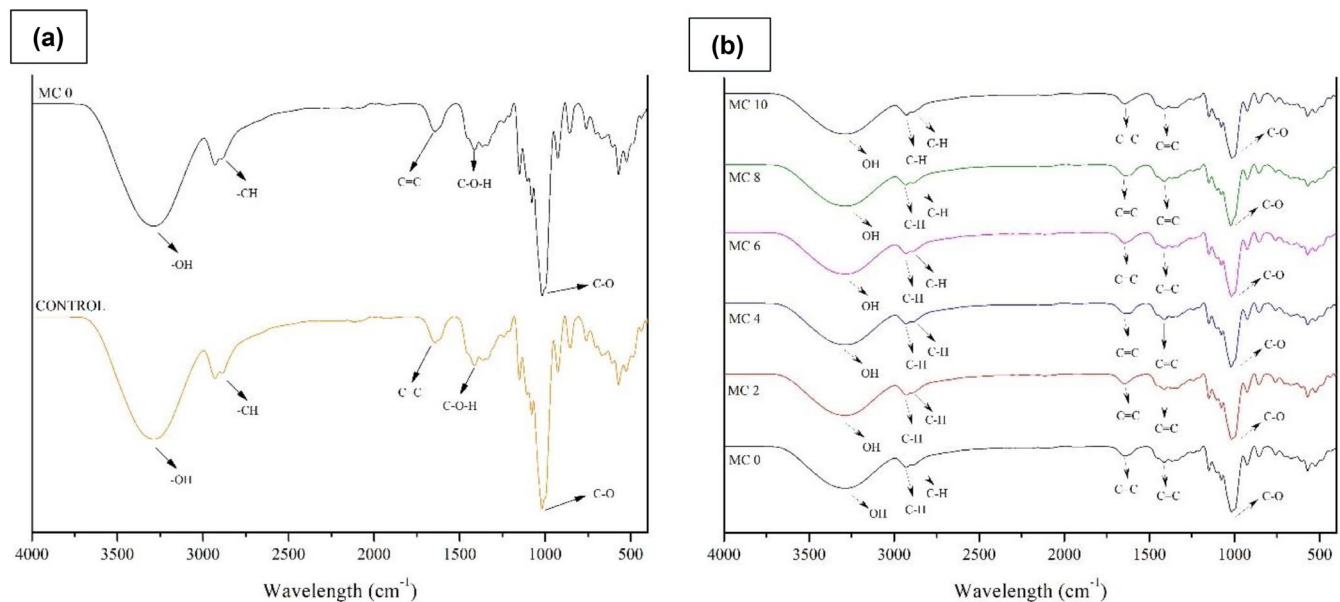 (a)
MC 0
-CH
-OH
C=C
C-O-H
C-O
CONTROL
-CH
-OH
C C
C-O-H
C-O
4000 3500 3000 2500 2000 1500 1000 500
Wavelength (cm-1)
(b)
MC 10
OH
C-H
C-H
C-C
C=C
C-O
MC 8
OH
C-H
C-H
C=C
C=C
C-O
MC 6
OH
C-H
C-H
C-C
C-C
C-O
MC 4
OH
C-H
C-H
C=C
C=C
C-O
MC 2
OH
C-H
C-H
C=C
C=C
C-O
MC 0
OH
C-H
C-H
C-C
C-C
C-O
4000 3500 3000 2500 2000 1500 1000 500
Wavelength (cm-1)